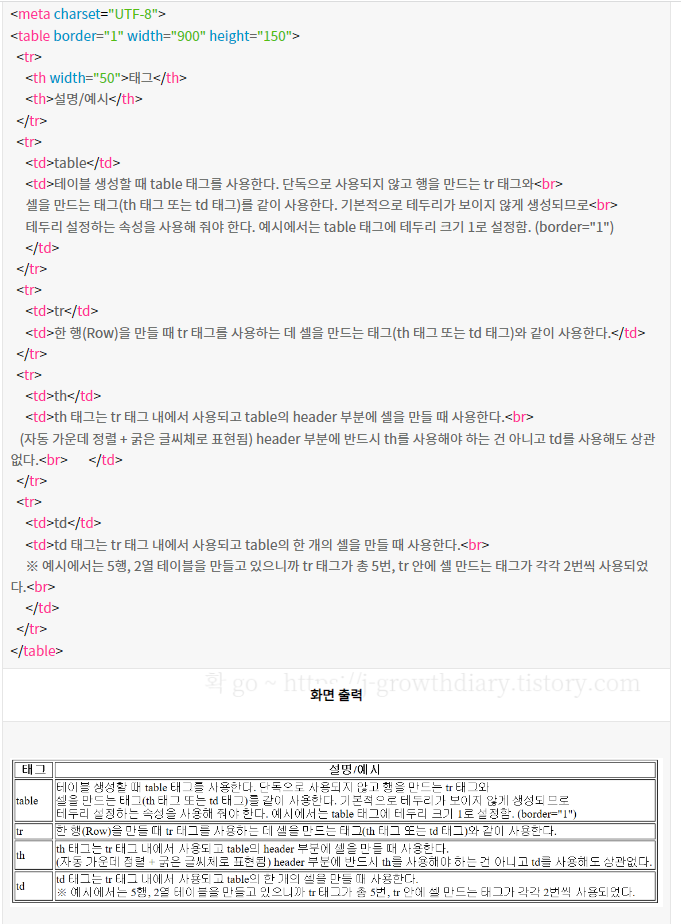 <meta charset="UTF-8">
<table border="1" width="900" height="150">
<tr>
<th width="50">태그</th>
<th>설명/예시</th>
</tr>
<tr>
<td>table</td>
<td>테이블 생성할 때 table 태그를 사용한다. 단독으로 사용되지 않고 행을 만드는 tr 태그와<br>
셀을 만드는 태그(th 태그 또는 td 태그)를 같이 사용한다. 기본적으로 테두리가 보이지 않게 생성되므로<br>
테두리 설정하는 속성을 사용해 줘야 한다. 예시에서는 table 태그에 테두리 크기 1로 설정함. (border="1")
</td>
</tr>
<tr>
<td>tr</td>
<td>한 행(Row)을 만들 때 tr 태그를 사용하는 데 셀을 만드는 태그(th 태그 또는 td 태그)와 같이 사용한다.</td>
</tr>
<tr>
<td>th</td>
<td>th 태그는 tr 태그 내에서 사용되고 table의 header 부분에 셀을 만들 때 사용한다.<br>
(자동 가운데 정렬 + 굵은 글씨체로 표현됨) header 부분에 반드시 th를 사용해야 하는 건 아니고 td를 사용해도 상관
없다.<br> </td>
</tr>
<tr>
<td>td</td>
<td>td 태그는 tr 태그 내에서 사용되고 table의 한 개의 셀을 만들 때 사용한다.<br>
※ 예시에서는 5행, 2열 테이블을 만들고 있으니까 tr 태그가 총 5번, tr 안에 셀 만드는 태그가 각각 2번씩 사용되었
다.<br>
</td>
</tr>
</table>
확 go ~ https://j-growthdiary.tistory.com
화면 출력
태그 설명/예시
table 테이블 생성할 때 table 태그를 사용한다. 단독으로 사용되지 않고 행을 만드는 tr 태그와
셀을 만드는 태그(th 태그 또는 td 태그)를 같이 사용한다. 기본적으로 테두리가 보이지 않게 생성되므로
테두리 설정하는 속성을 사용해 줘야 한다. 예시에서는 table 태그에 테두리 크기 1로 설정함. (border="1")
tr 한 행(Row)을 만들 때 tr 태그를 사용하는 데 셀을 만드는 태그(th 태그 또는 td 태그)와 같이 사용한다.
th th 태그는 tr 태그 내에서 사용되고 table의 header 부분에 셀을 만들 때 사용한다.
(자동 가운데 정렬 + 굵은 글씨체로 표현됨) header 부분에 반드시 th를 사용해야 하는 건 아니고 td를 사용해도 상관없다.
td td 태그는 tr 태그 내에서 사용되고 table의 한 개의 셀을 만들 때 사용한다.
※ 예시에서는 5행, 2열 테이블을 만들고 있으니까 tr 태그가 총 5번, tr 안에 셀 만드는 태그가 각각 2번씩 사용되었다.